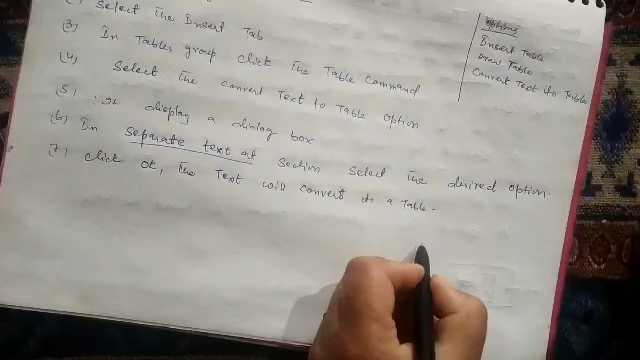 Select the Insert Tab
(3) In Tables group click the Table command
(4) Select the convert Text to Table option
(5) It display a dialog box
(6) In separate text at section select the desired option.
(7) click ok, the Text will convert to a Table.
options
Insert Table
Draw Table
Convert Text to Table